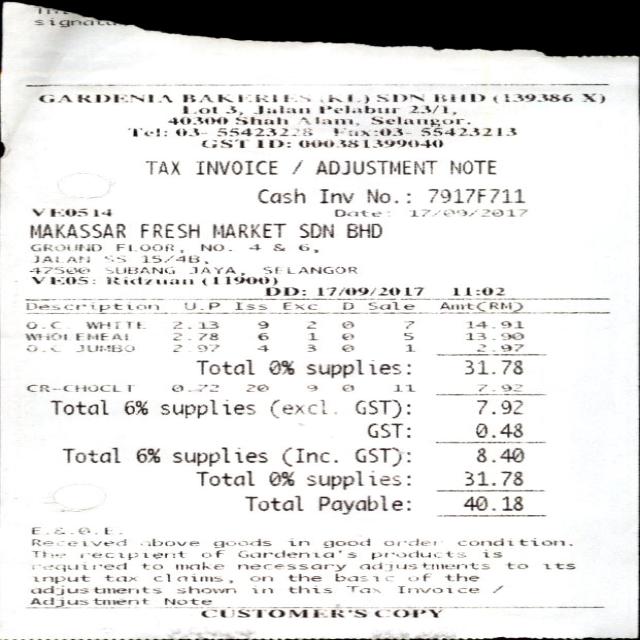 signatu
GARDENIA BAKERIES (KL) SDN BHD (139386 X)
Lot 3, Jalan Pelabur 23/1,
40300 Shah Alam, Selangor.
Tel: 03- 55423228 Fax:03- 55423213
GST ID: 000381399040
TAX INVOICE / ADJUSTMENT NOTE
Cash Inv No.: 7917F711
VE0514 Date: 17/09/2017
MAKASSAR FRESH MARKET SDN BHD
GROUND FLOOR, NO. 4 & 6,
JALAN SS 15/4B,
47500 SUBANG JAYA, SELANGOR
VE05: Ridzuan (11900)
DD: 17/09/2017 11:02
Description U.P Iss Exc D Sale Amt(RM)
O.C. WHITE 2.13 9 2 0 7 14.91
WHOLEMEAL 2.78 6 1 0 5 13.90
O.C JUMBO 2.97 4 3 0 1 2.97
Total 0% supplies: 31.78
CR-CHOCLT 0.72 20 9 0 11 7.92
Total 6% supplies (excl. GST): 7.92
GST: 0.48
Total 6% supplies (Inc. GST): 8.40
Total 0% supplies: 31.78
Total Payable: 40.18
E.&.O.E.
Received above goods in good order condition.
The recipient of Gardenia's products is
required to make necessary adjustments to its
input tax claims, on the basic of the
adjustments shown in this Tax Invoice /
Adjustment Note
CUSTOMER'S COPY